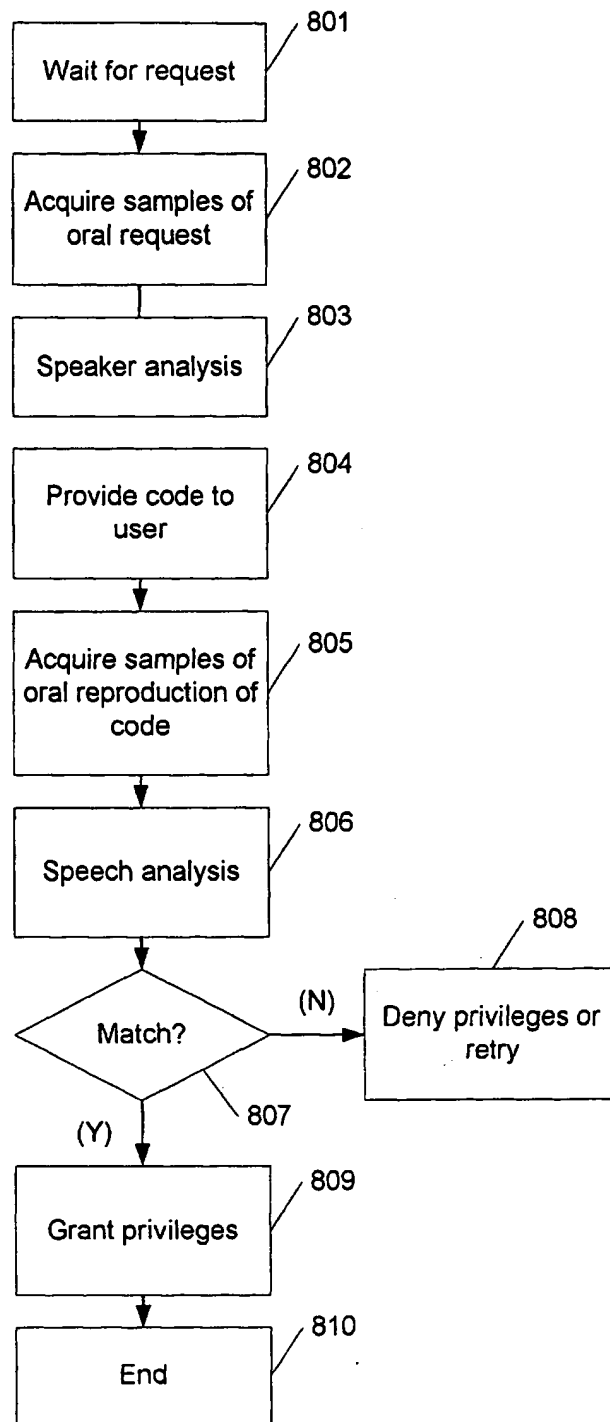 801
Wait for request
802
Acquire samples of
oral request
803
Speaker analysis
804
Provide code to
user
805
Acquire samples of
oral reproduction of
code
806
Speech analysis
808
(N)
Deny privileges or
retry
Match?
807
(Y)
809
Grant privileges
810
End